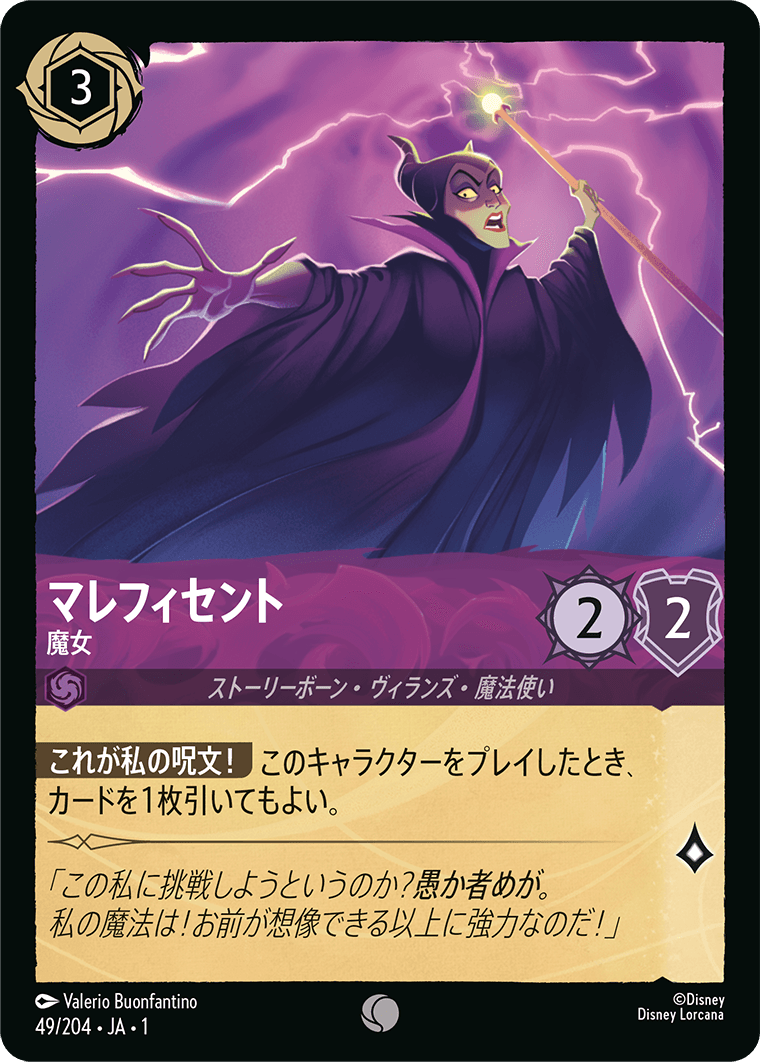 3
マレフィセント
魔女
2
2
ストーリーボーン・ヴィランズ・魔法使い
これが私の呪文！ このキャラクターをプレイしたとき、
カードを1枚引いてもよい。
「この私に挑戦しようというのか？愚か者めが。
私の魔法は！お前が想像できる以上に強力なのだ！」
Valerio Buonfantino
49/204・JA・1
©Disney
Disney Lorcana